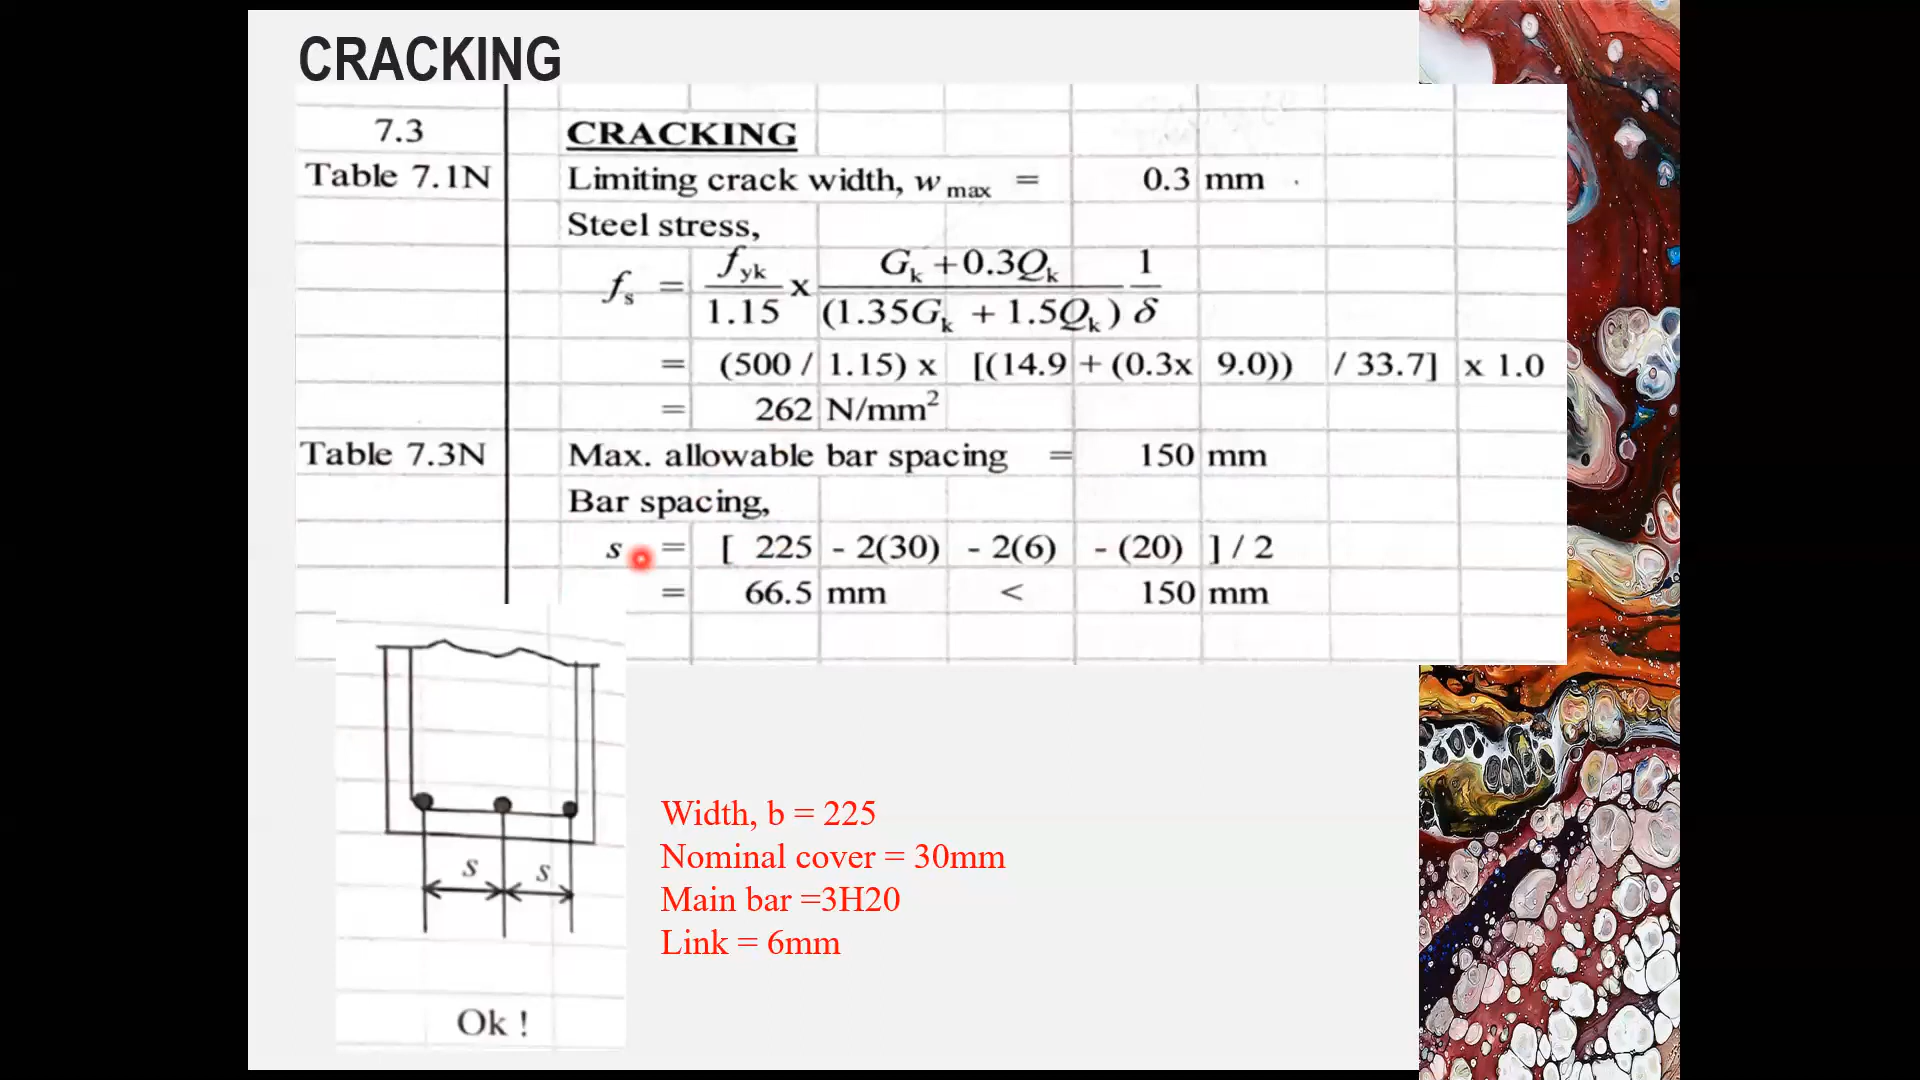 CRACKING
7.3 CRACKING
Table 7.1N Limiting crack width, w max = 0.3 mm
Steel stress,
f s = f yk / 1.15 x G k + 0.3Q k / (1.35G k + 1.5Q k) 1 / δ
= (500 / 1.15) x [(14.9 + (0.3x 9.0)) / 33.7] x 1.0
= 262 N/mm²
Table 7.3N Max. allowable bar spacing = 150 mm
Bar spacing,
s = [ 225 - 2(30) - 2(6) - (20) ] / 2
= 66.5 mm < 150 mm
s s
Ok !
Width, b = 225
Nominal cover = 30mm
Main bar =3H20
Link = 6mm